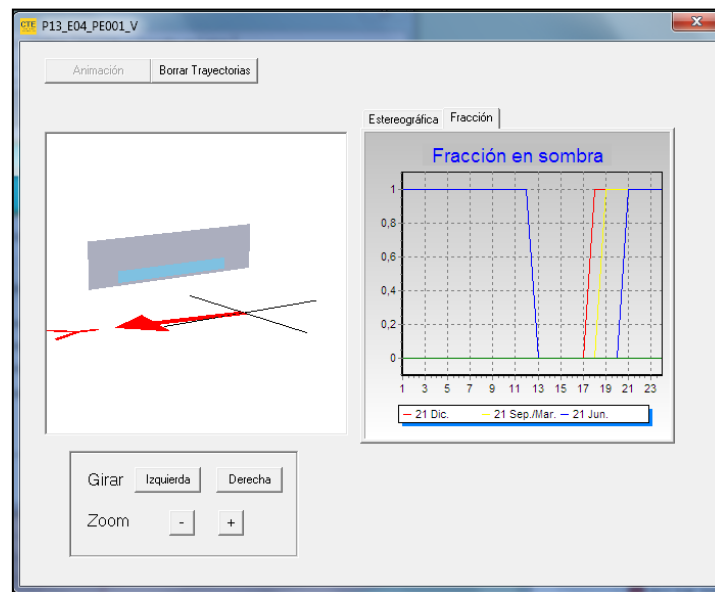 CTE P13_E04_PE001_V
Animación Borrar Trayectorias
Estereográfica Fracción
Fracción en sombra
1
0,8
0,6
0,4
0,2
0
1 3 5 7 9 11 13 15 17 19 21 23
21 Dic. 21 Sep./Mar. 21 Jun.
Girar Izquierda Derecha
Zoom - +